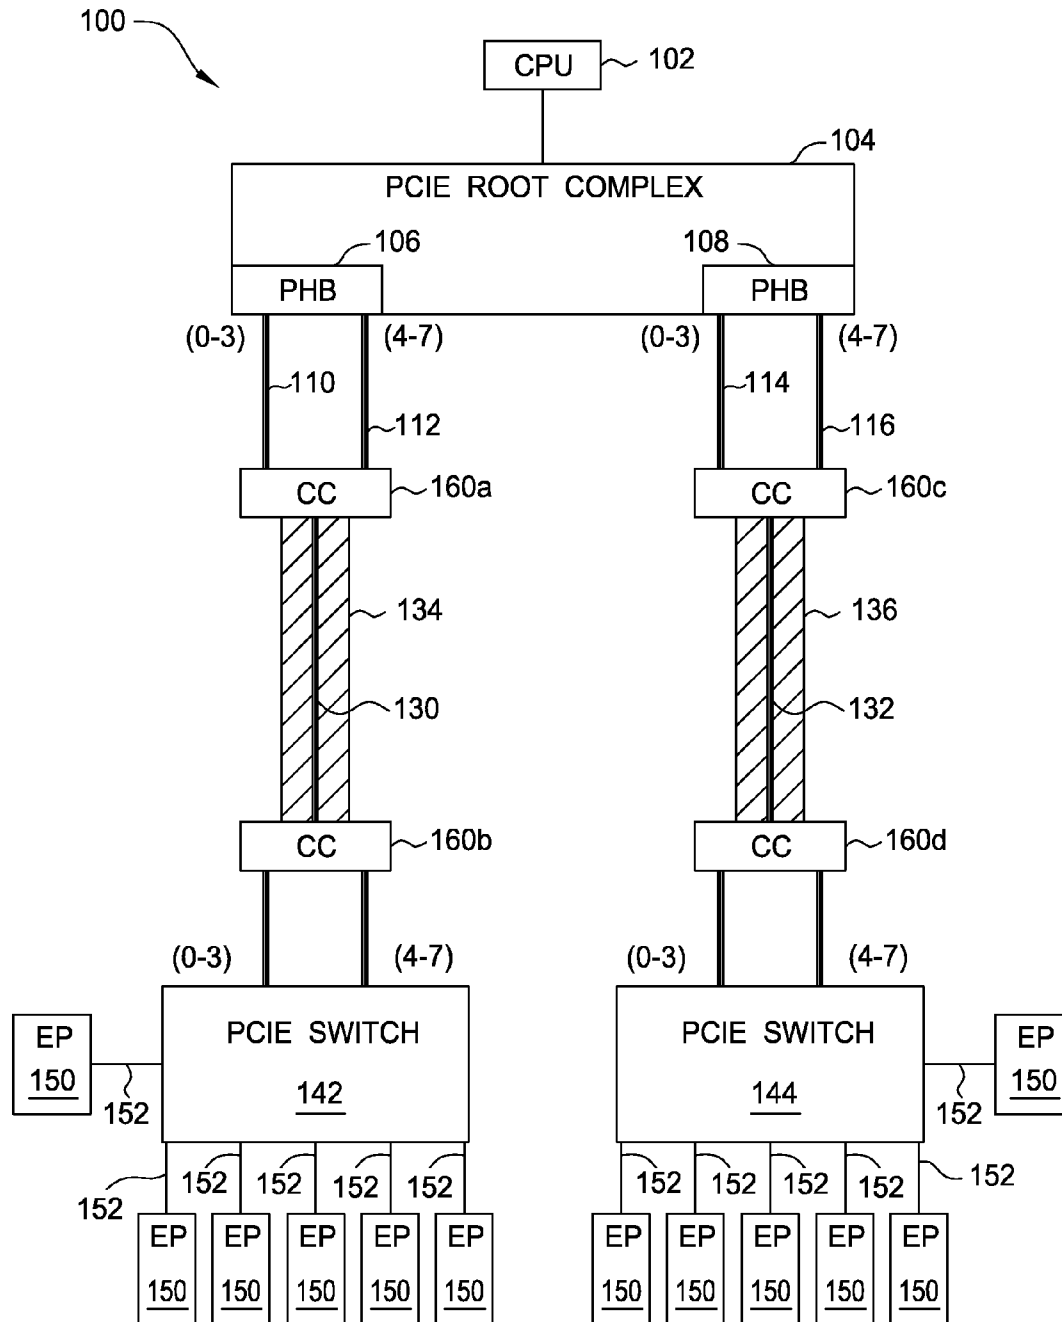 100
CPU
102
104
PCIE ROOT COMPLEX
106
108
PHB
PHB
(0-3)
(4-7)
(0-3)
(4-7)
110
114
112
116
CC
160a
CC
160c
134
136
130
132
CC
160b
CC
160d
(0-3)
(4-7)
(0-3)
(4-7)
EP
150
152
PCIE SWITCH
142
PCIE SWITCH
144
152
EP
150
152
152
152
152
152
152
152
152
152
152
EP
EP
EP
EP
EP
EP
EP
EP
EP
EP
150
150
150
150
150
150
150
150
150
150